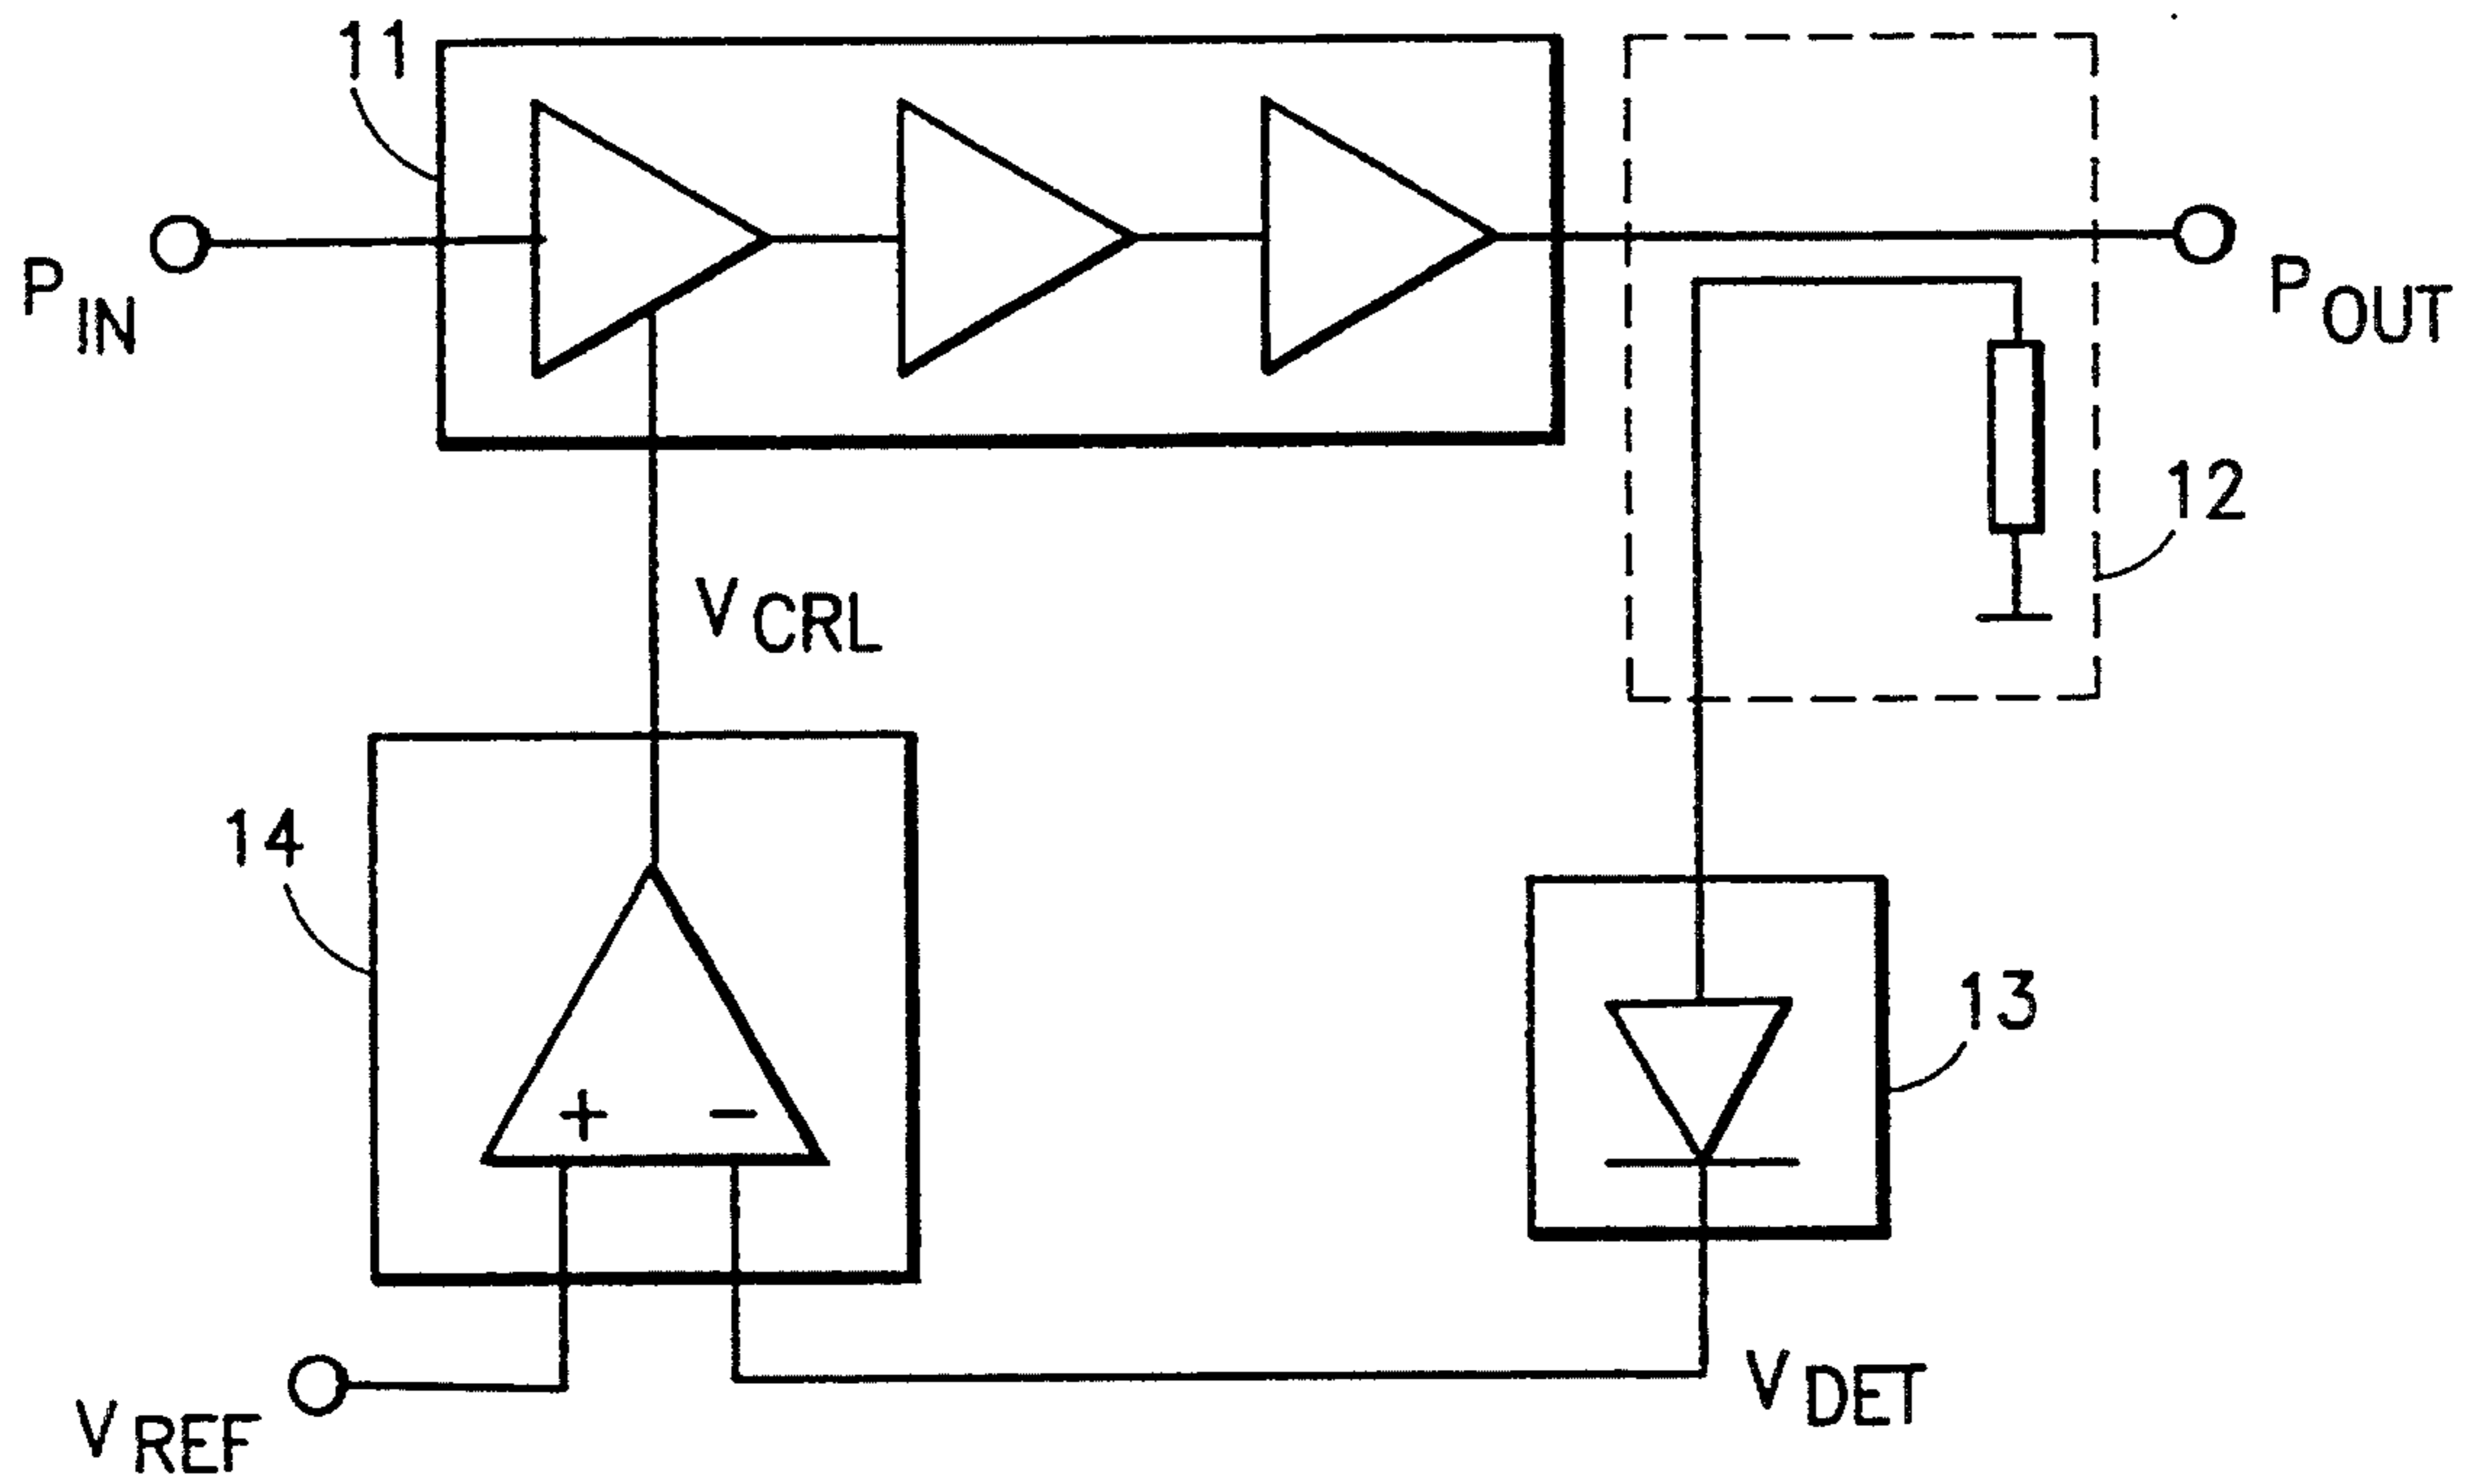 11
P IN
P OUT
12
V CRL
14
13
+ −
V REF
V DET